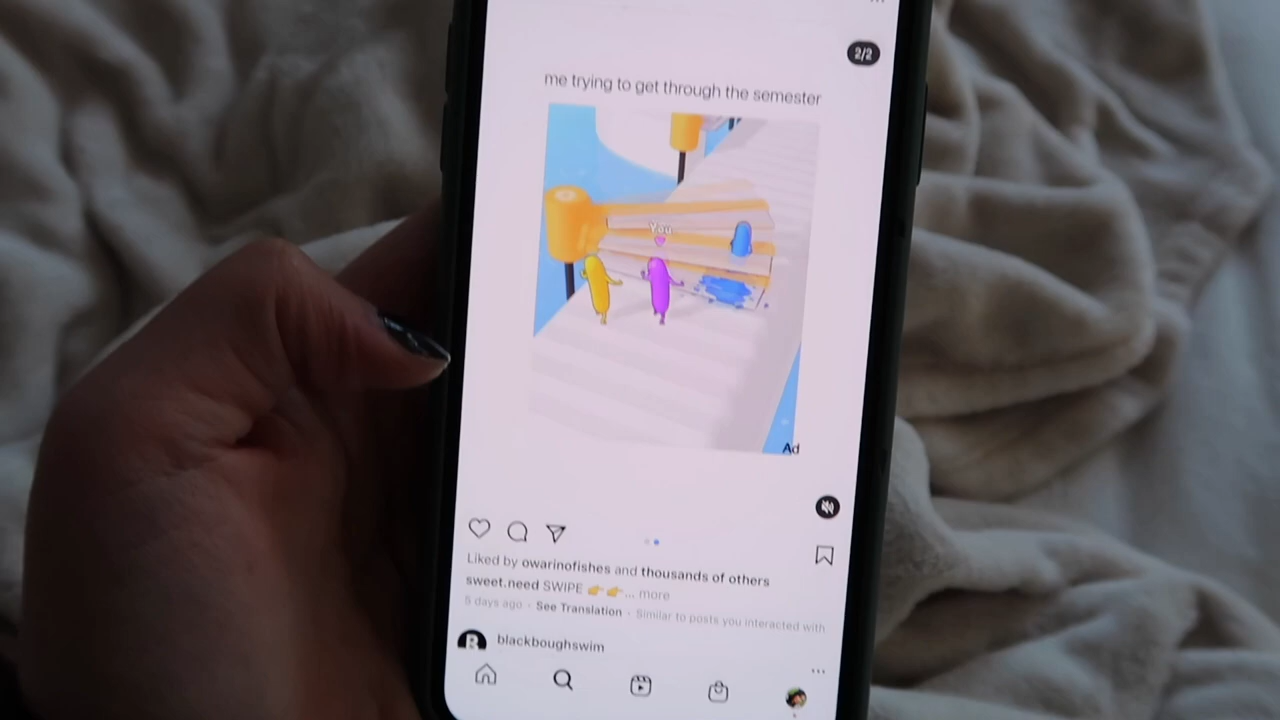 2/2
me trying to get through the semester
You
Ad
Liked by owarinofishes and thousands of others
sweet.need SWIPE 👉 👉... more
5 days ago · See Translation · Similar to posts you interacted with
B
blackboughswim